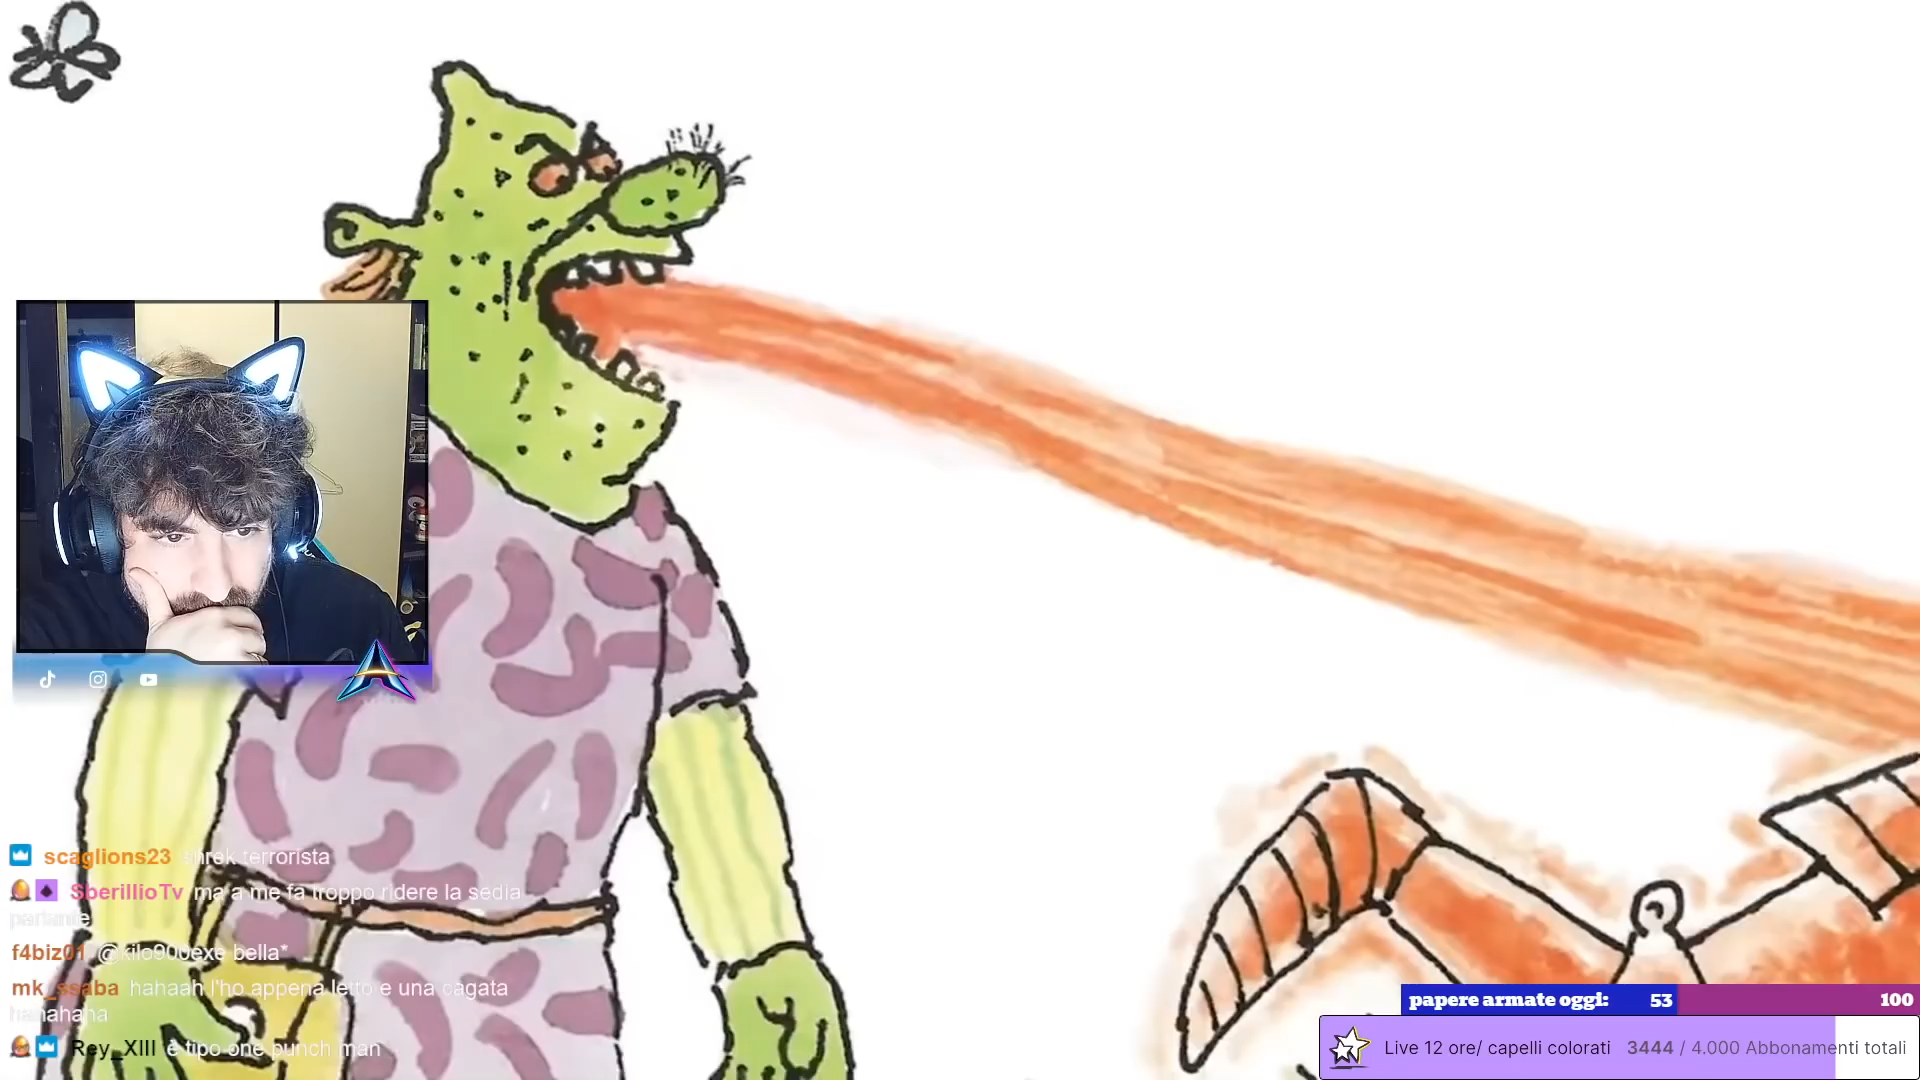 scaglions23 shrek terrorista
SberillioTv ma a me fa troppo ridere la sedia
parlante
f4biz01 @kilo900exe bella*
mk_ssaba hahaah l'ho appena letto e una cagata
hahahaha
Rey_XIII è tipo one punch man
papere armate oggi: 53 100
Live 12 ore/ capelli colorati 3444 / 4.000 Abbonamenti totali